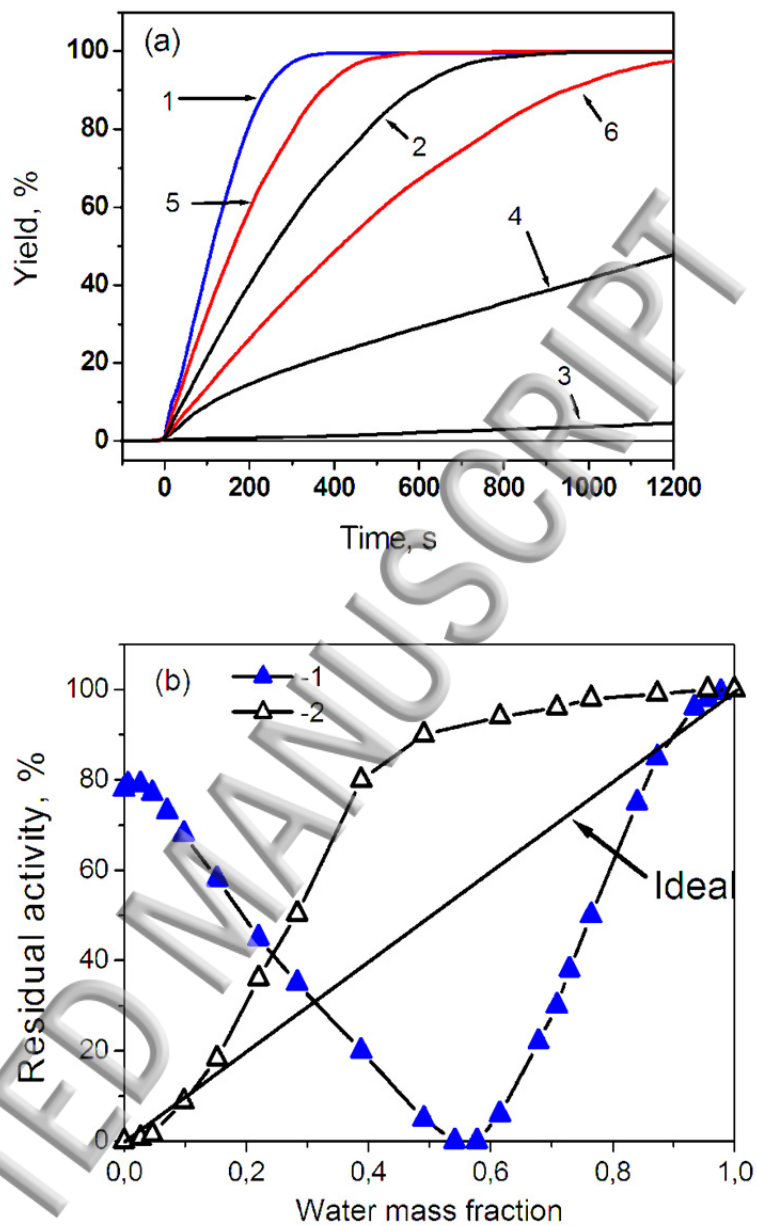 (a)
100
80
60
40
20
0
Yield, %
1
5
2
6
4
3
0 200 400 600 800 1000 1200
Time, s
(b)
-1
-2
100
80
60
40
20
0
Residual activity, %
Ideal
0,0 0,2 0,4 0,6 0,8 1,0
Water mass fraction
TED MANUSCRIPT